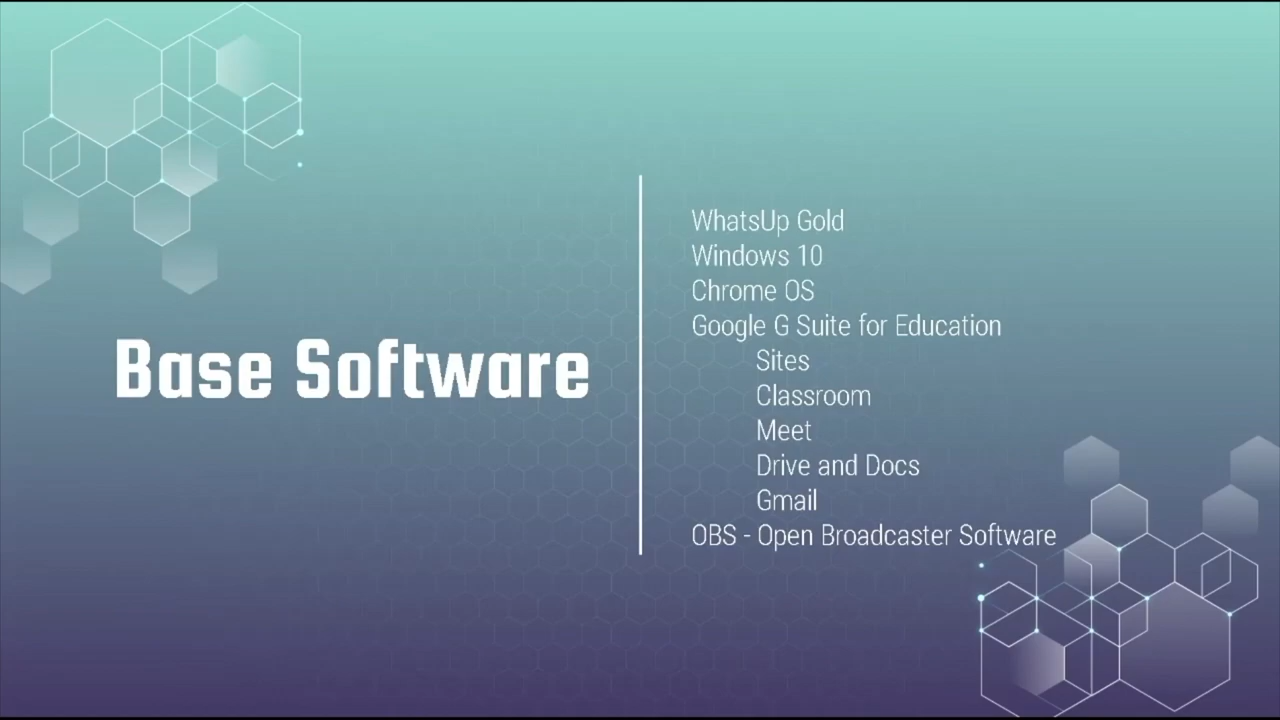 Base Software
WhatsUp Gold
Windows 10
Chrome OS
Google G Suite for Education
Sites
Classroom
Meet
Drive and Docs
Gmail
OBS - Open Broadcaster Software